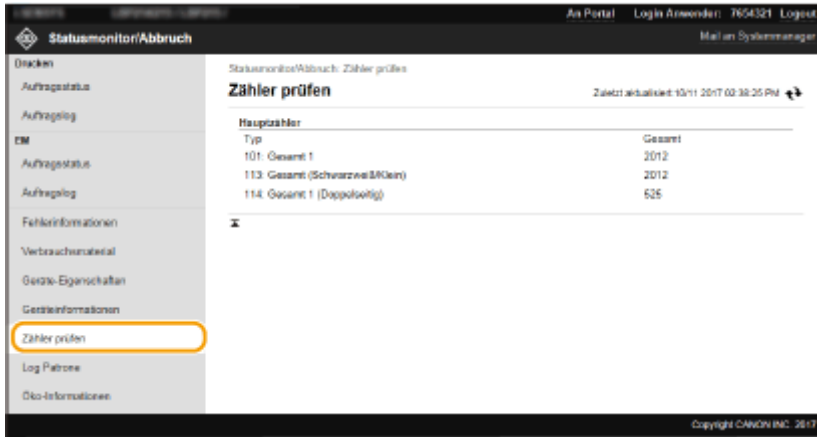 An Portal Login Anwender: 7654321 Logout
Statusmonitor/Abbruch
Mail an Systemmanager
Drucken
Auftragsstatus
Auftragslog
EM
Auftragsstatus
Auftragslog
Fehlerinformationen
Verbrauchsmaterial
Geräte-Eigenschaften
Geräteinformationen
Zähler prüfen
Log Patrone
Öko-Informationen
Statusmonitor/Abbruch: Zähler prüfen
Zähler prüfen
Zuletzt aktualisiert:10/11 2017 02:38:25 PM
Hauptzähler
Typ Gesamt
101: Gesamt 1 2012
113: Gesamt (Schwarzweiß/Klein) 2012
114: Gesamt 1 (Doppelseitig) 525
Copyright CANON INC. 2017